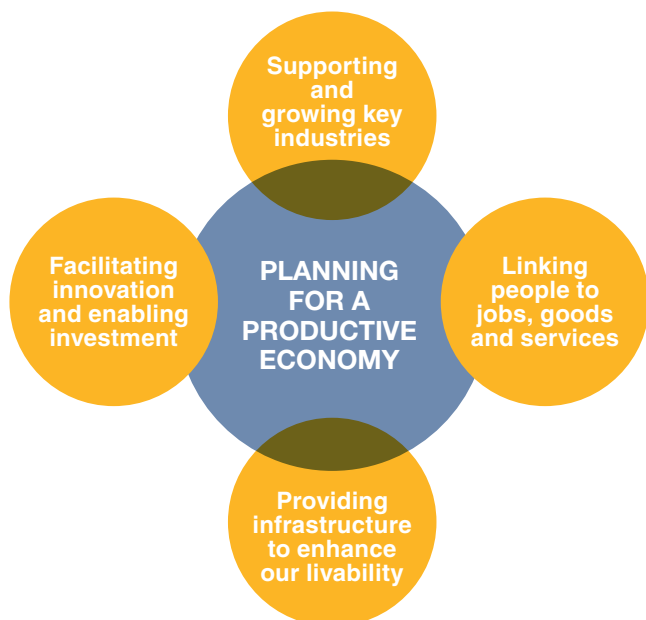 Supporting
and
growing key
industries
Facilitating
innovation
and enabling
investment
PLANNING
FOR A
PRODUCTIVE
ECONOMY
Linking
people to
jobs, goods
and services
Providing
infrastructure
to enhance
our livability